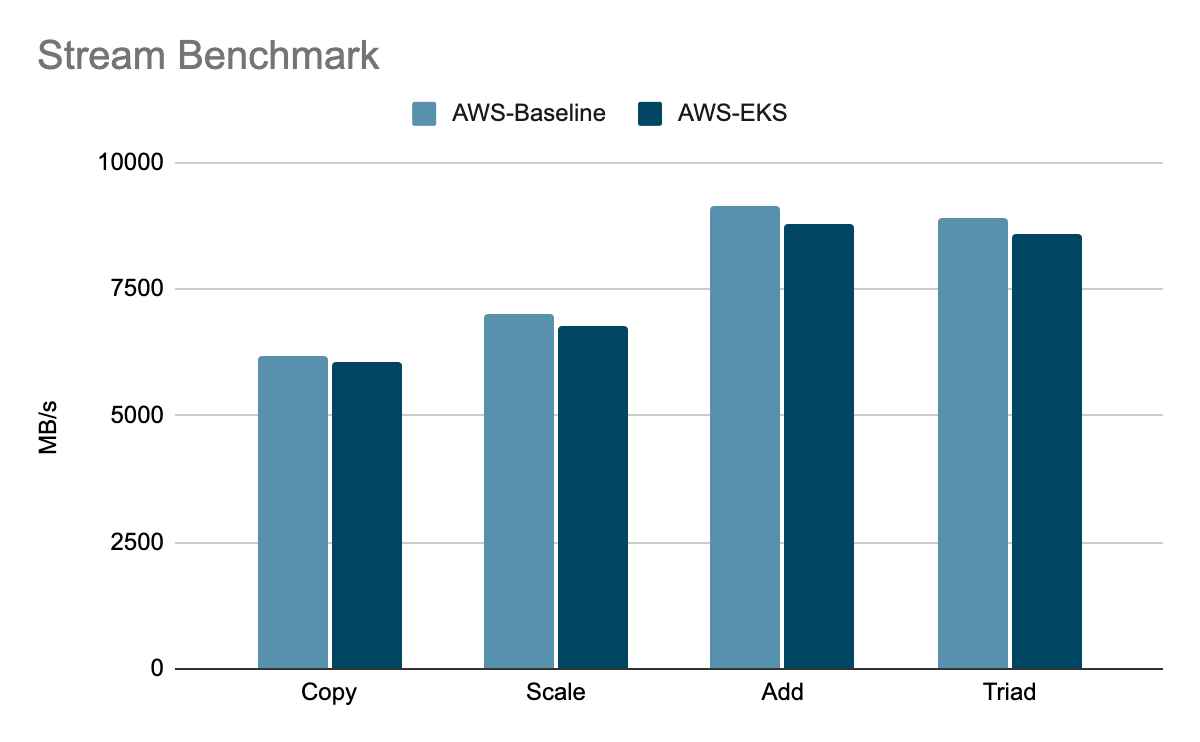 Stream Benchmark
AWS-Baseline
AWS-EKS
10000
7500
5000
2500
0
MB/s
Copy
Scale
Add
Triad